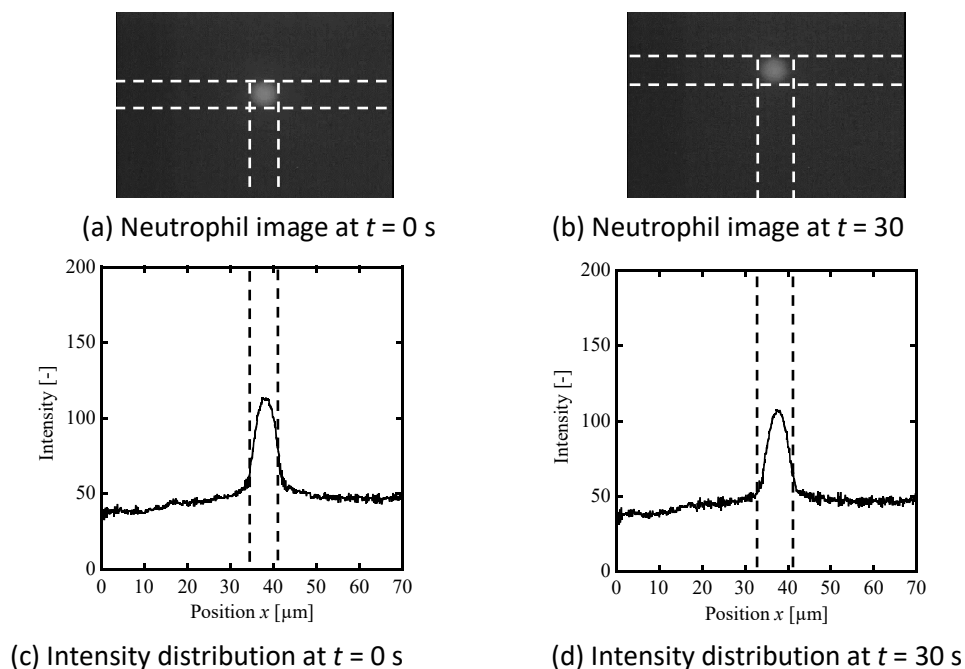 (a) Neutrophil image at t = 0 s
(b) Neutrophil image at t = 30
200
150
100
50
0
Intensity [-]
0 10 20 30 40 50 60 70
Position x [µm]
200
150
100
50
0
Intensity [-]
0 10 20 30 40 50 60 70
Position x [µm]
(c) Intensity distribution at t = 0 s
(d) Intensity distribution at t = 30 s